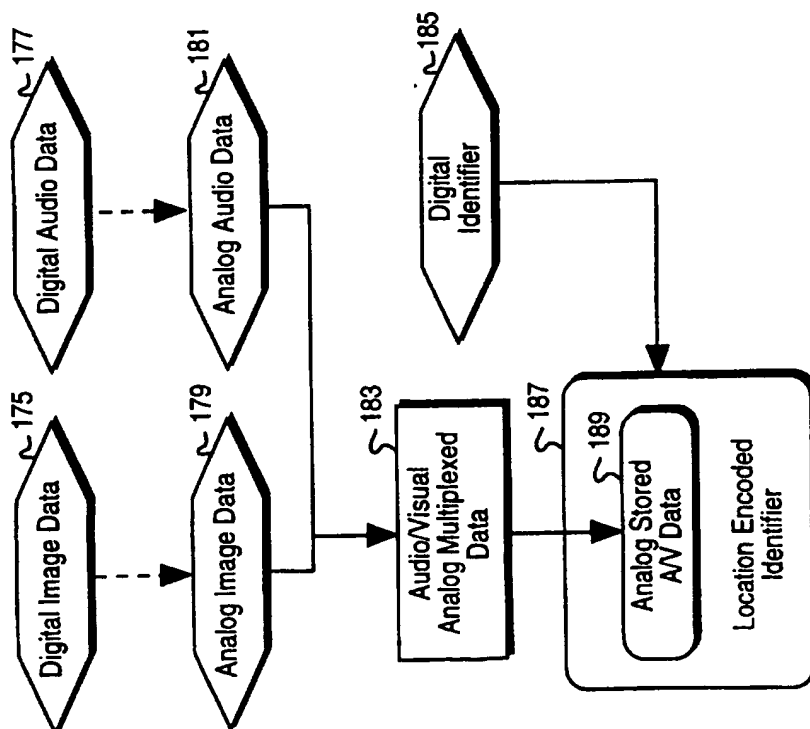 175
Digital Image Data
177
Digital Audio Data
179
Analog Image Data
181
Analog Audio Data
183
Audio/Visual
Analog Multiplexed
Data
185
Digital
Identifier
187
189
Analog Stored
A/V Data
Location Encoded
Identifier